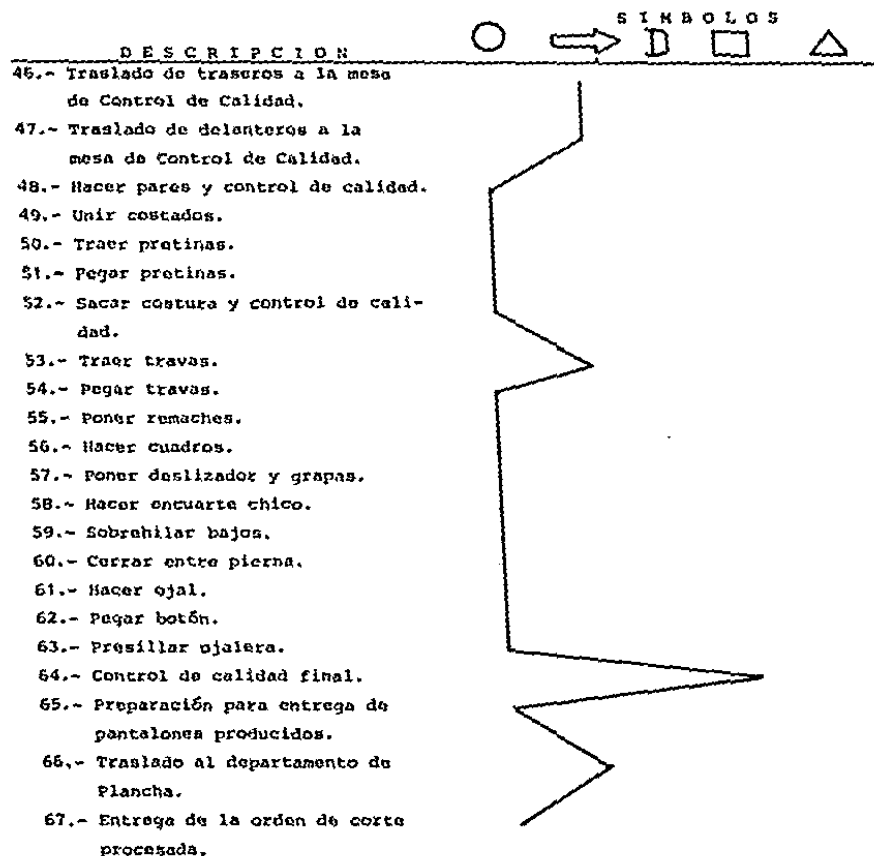 S I M B O L O S
D E S C R I P C I O N
46.- Traslado de traseros a la mesa
de Control de Calidad.
47.- Traslado de delanteros a la
mesa de Control de Calidad.
48.- Hacer pares y control de calidad.
49.- Unir costados.
50.- Traer pretinas.
51.- Pegar pretinas.
52.- Sacar costura y control de cali-
dad.
53.- Traer travas.
54.- Pegar travas.
55.- Poner remaches.
56.- Hacer cuadros.
57.- Poner deslizador y grapas.
58.- Hacer encuarte chico.
59.- Sobrehilar bajos.
60.- Cerrar entre pierna.
61.- Hacer ojal.
62.- Pegar botón.
63.- Presillar ojalera.
64.- Control de calidad final.
65.- Preparación para entrega de
pantalones producidos.
66.- Traslado al departamento de
Plancha.
67.- Entrega de la orden de corte
procesada.